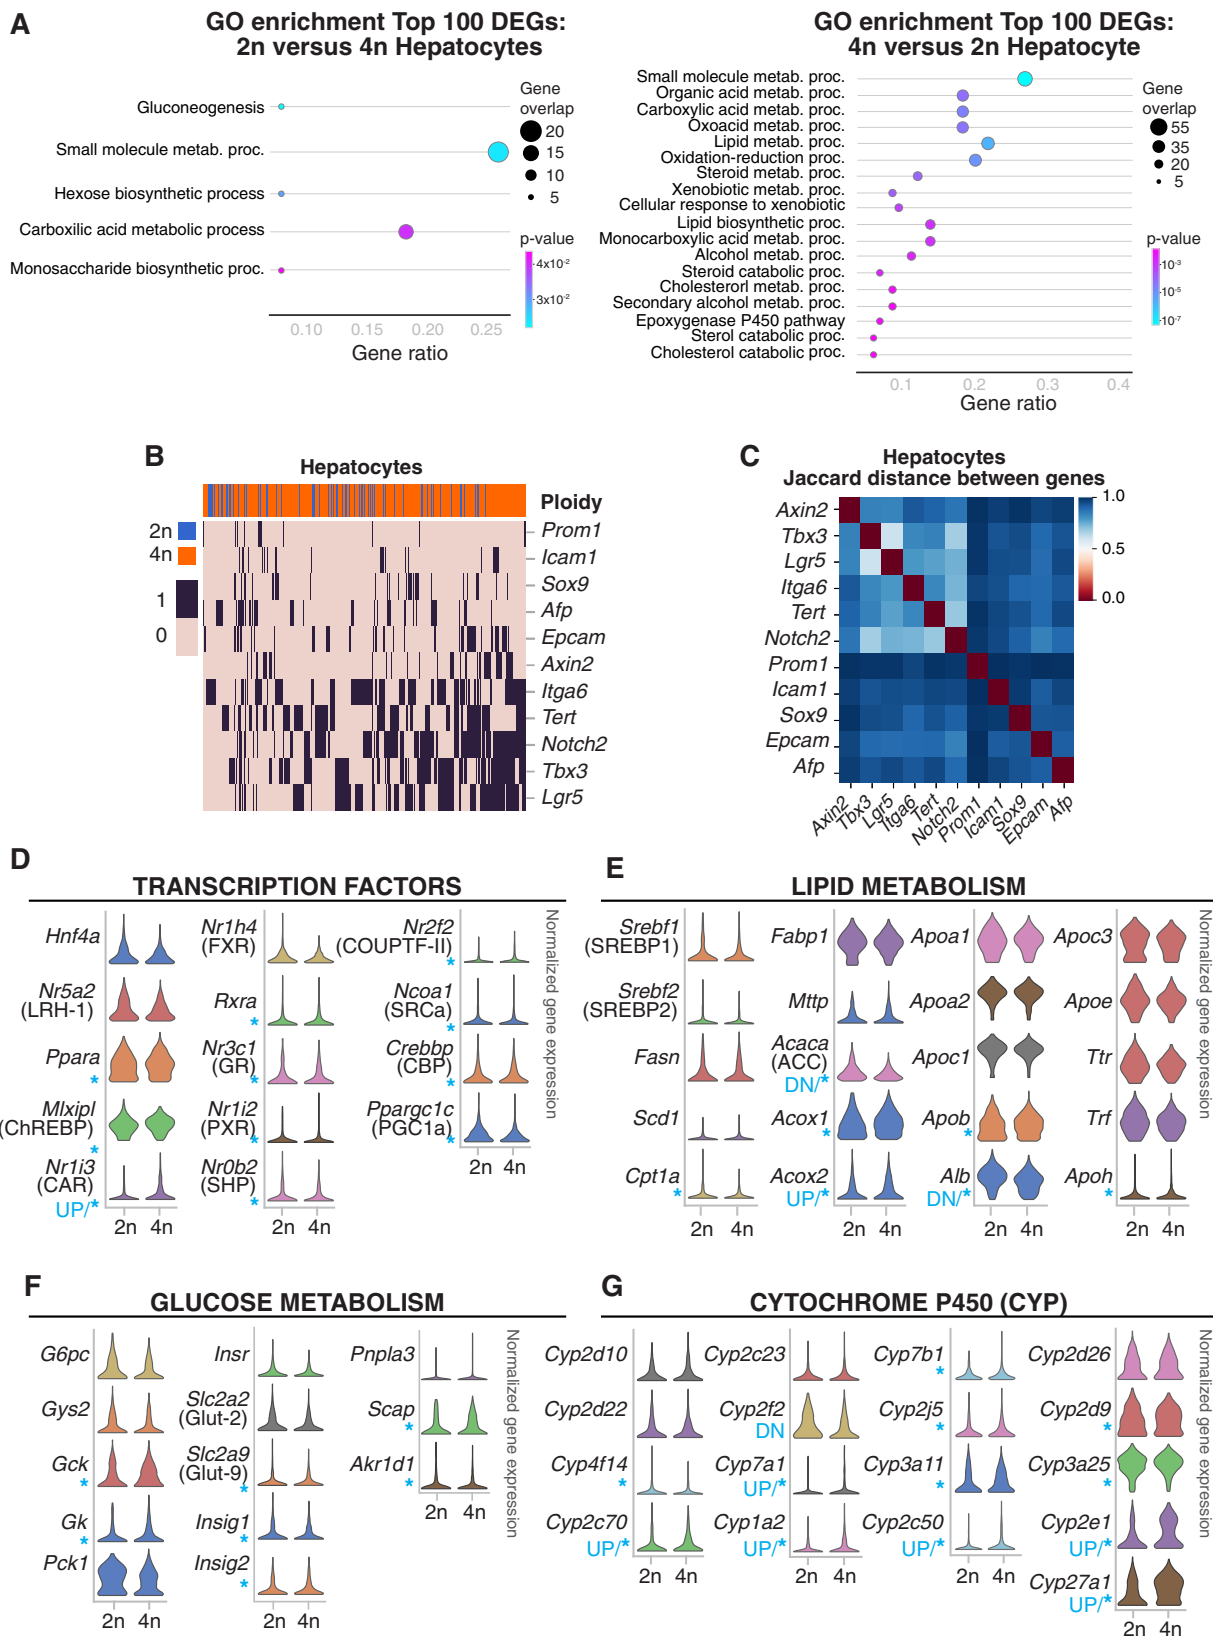 A
GO enrichment Top 100 DEGs:
2n versus 4n Hepatocytes
Gluconeogenesis
Small molecule metab. proc.
Hexose biosynthetic process
Carboxilic acid metabolic process
Monosaccharide biosynthetic proc.
0.10 0.15 0.20 0.25
Gene ratio
Gene
overlap
20
15
10
5
p-value
4x10-2
3x10-2
GO enrichment Top 100 DEGs:
4n versus 2n Hepatocyte
Small molecule metab. proc.
Organic acid metab. proc.
Carboxylic acid metab. proc.
Oxoacid metab. proc.
Lipid metab. proc.
Oxidation-reduction proc.
Steroid metab. proc.
Xenobiotic metab. proc.
Cellular response to xenobiotic
Lipid biosynthetic proc.
Monocarboxylic acid metab. proc.
Alcohol metab. proc.
Steroid catabolic proc.
Cholesterorl metab. proc.
Secondary alcohol metab. proc.
Epoxygenase P450 pathway
Sterol catabolic proc.
Cholesterol catabolic proc.
0.1 0.2 0.3 0.4
Gene ratio
Gene
overlap
55
35
20
5
p-value
10-3
10-5
10-7
B
Hepatocytes
Ploidy
2n
4n
1
0
Prom1
Icam1
Sox9
Afp
Epcam
Axin2
Itga6
Tert
Notch2
Tbx3
Lgr5
C
Hepatocytes
Jaccard distance between genes
Axin2
Tbx3
Lgr5
Itga6
Tert
Notch2
Prom1
Icam1
Sox9
Epcam
Afp
Axin2 Tbx3 Lgr5 Itga6 Tert Notch2 Prom1 Icam1 Sox9 Epcam Afp
1.0
0.5
0.0
D
TRANSCRIPTION FACTORS
Hnf4a
Nr5a2
(LRH-1)
Ppara
*
Mlxipl
(ChREBP)
*
Nr1i3
(CAR)
UP/*
2n 4n
Nr1h4
(FXR)
Rxra
*
Nr3c1
(GR)
*
Nr1i2
(PXR)
*
Nr0b2
(SHP)
*
2n 4n
Nr2f2
(COUPTF-II)
*
Ncoa1
(SRCa)
*
Crebbp
(CBP)
*
Ppargc1c
(PGC1a)
*
2n 4n
Normalized gene expression
E
LIPID METABOLISM
Srebf1
(SREBP1)
Srebf2
(SREBP2)
Fasn
Scd1
Cpt1a
*
2n 4n
Fabp1
Mttp
Acaca
(ACC)
DN/*
Acox1
*
Acox2
UP/*
2n 4n
Apoa1
Apoa2
Apoc1
Apob
*
Alb
DN/*
2n 4n
Apoc3
Apoe
Ttr
Trf
Apoh
*
2n 4n
Normalized gene expression
F
GLUCOSE METABOLISM
G6pc
Gys2
Gck
*
Gk
*
Pck1
2n 4n
Insr
Slc2a2
(Glut-2)
Slc2a9
(Glut-9)
*
Insig1
*
Insig2
*
2n 4n
Pnpla3
Scap
*
Akr1d1
*
2n 4n
Normalized gene expression
G
CYTOCHROME P450 (CYP)
Cyp2d10
Cyp2d22
Cyp4f14
*
Cyp2c70
UP/*
2n 4n
Cyp2c23
Cyp2f2
DN
Cyp7a1
UP/*
Cyp1a2
UP/*
2n 4n
Cyp7b1
*
Cyp2j5
*
Cyp3a11
*
Cyp2c50
UP/*
2n 4n
Cyp2d26
Cyp2d9
*
Cyp3a25
*
Cyp2e1
UP/*
Cyp27a1
UP/*
2n 4n
Normalized gene expression